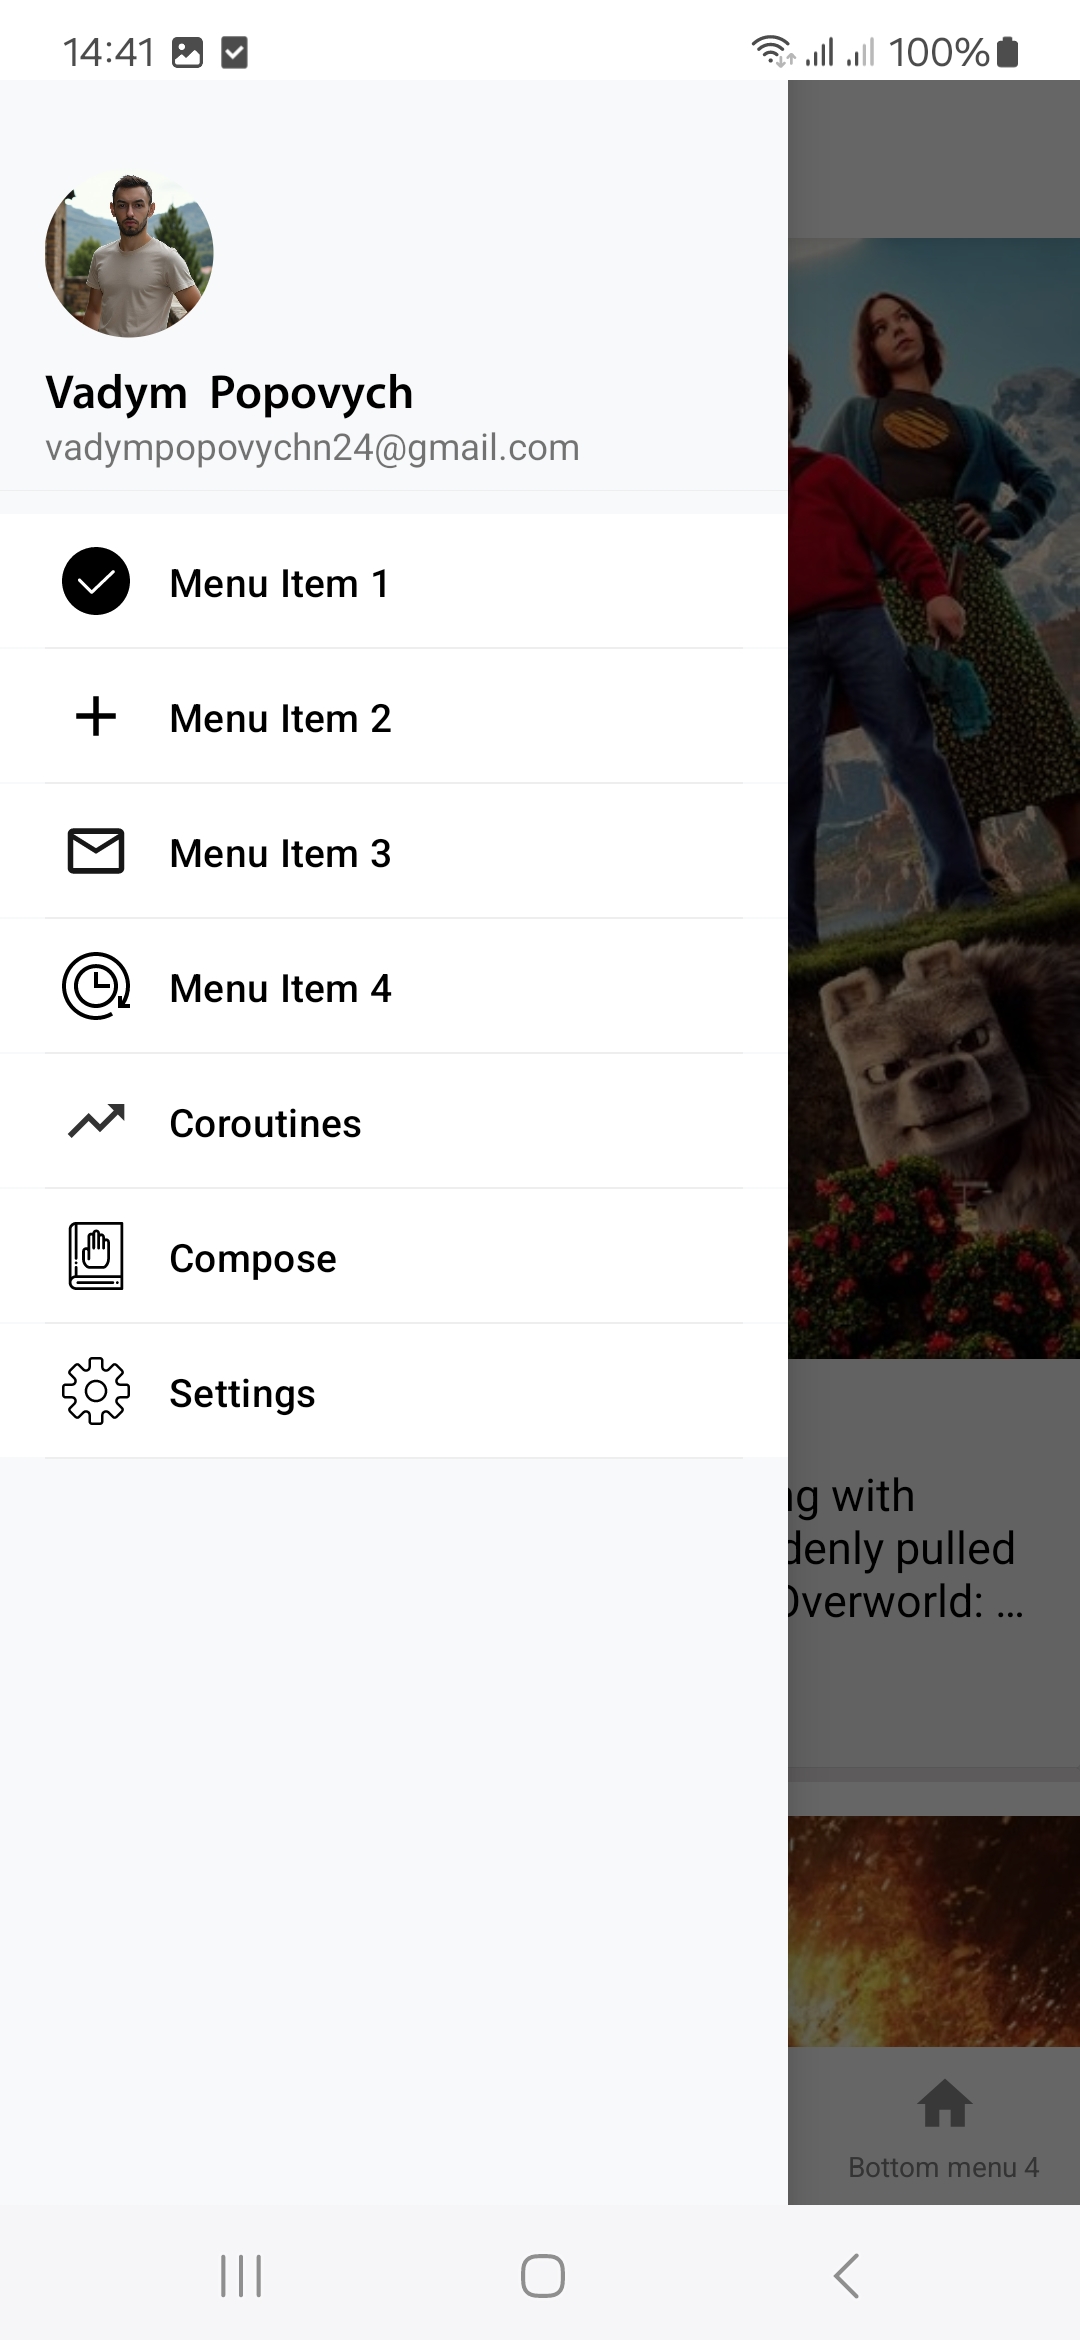 14:41
100%
Vadym Popovych
vadympopovychn24@gmail.com
Menu Item 1
Menu Item 2
Menu Item 3
Menu Item 4
Coroutines
Compose
Settings
with
pulled
Overworld: ...
Bottom menu 4